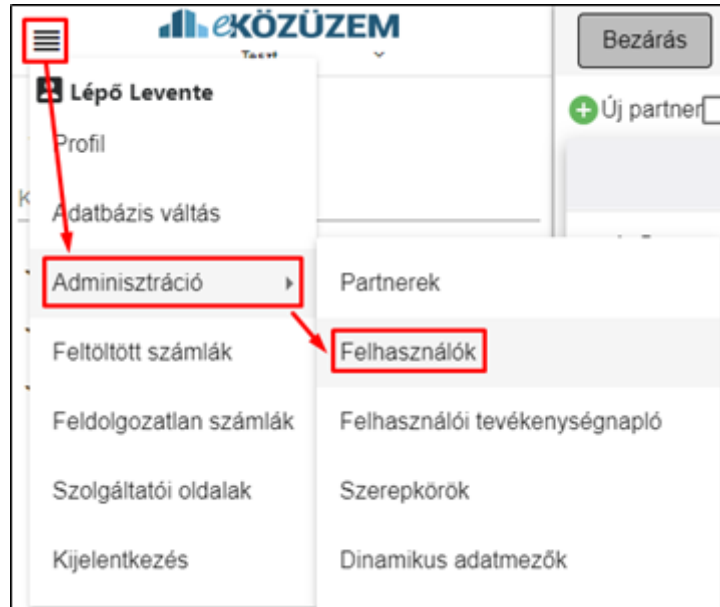 eKÖZÜZEM
Teszt
Bezárás
Lépő Levente
Új partner
Profil
K
Adatbázis váltás
Adminisztráció
Partnerek
Feltöltött számlák
Felhasználók
Feldolgozatlan számlák
Felhasználói tevékenységnapló
Szolgáltatói oldalak
Szerepkörök
Kijelentkezés
Dinamikus adatmezők